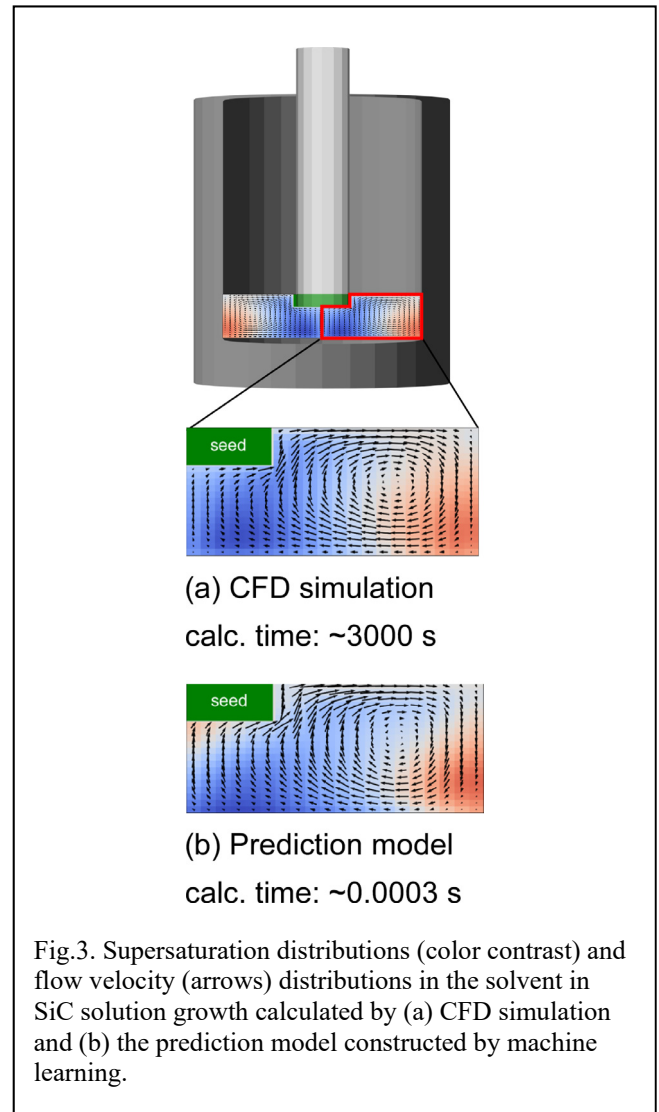 seed
(a) CFD simulation
calc. time: ~3000 s
seed
(b) Prediction model
calc. time: ~0.0003 s
Fig.3. Supersaturation distributions (color contrast) and
flow velocity (arrows) distributions in the solvent in
SiC solution growth calculated by (a) CFD simulation
and (b) the prediction model constructed by machine
learning.